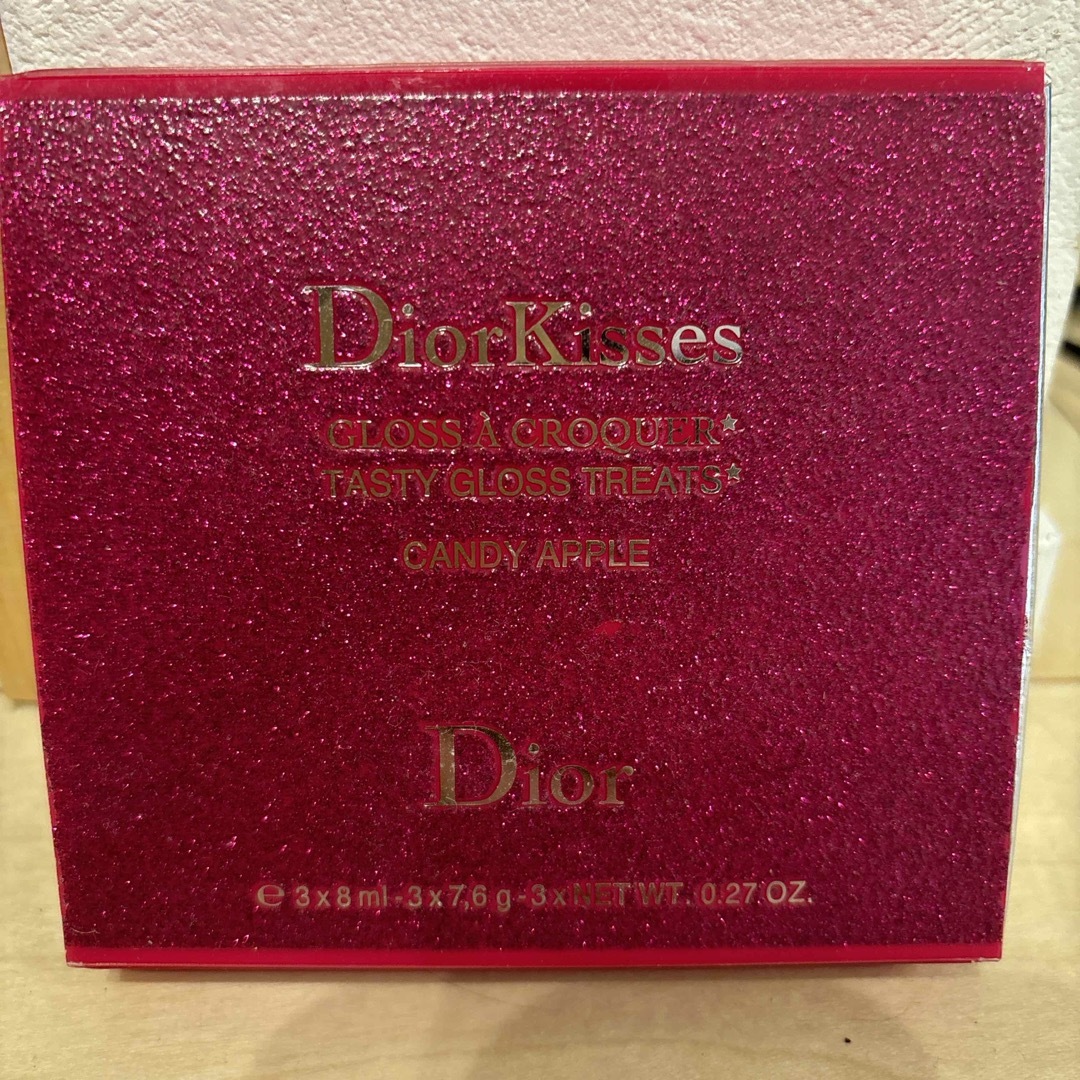 DiorKisses
GLOSS À CROQUER*
TASTY GLOSS TREATS*
CANDY APPLE
Dior
℮ 3 x 8 ml - 3 x 7,6 g - 3 x NET WT. 0.27 OZ.